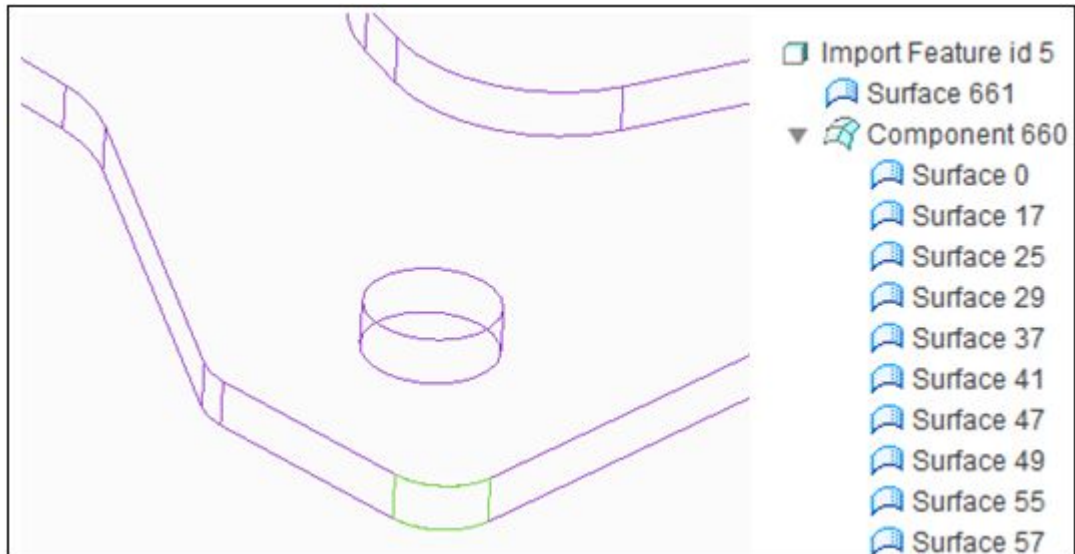 Import Feature id 5
Surface 661
Component 660
Surface 0
Surface 17
Surface 25
Surface 29
Surface 37
Surface 41
Surface 47
Surface 49
Surface 55
Surface 57